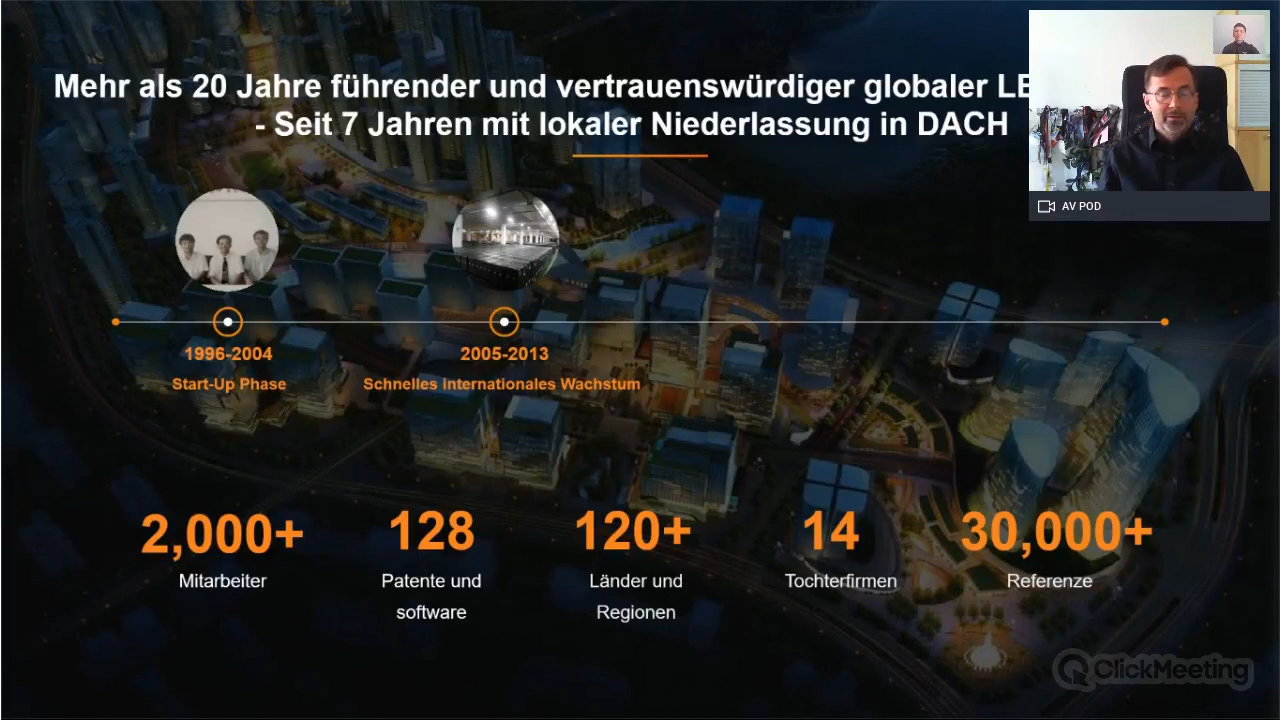 Mehr als 20 Jahre führender und vertrauenswürdiger globaler
- Seit 7 Jahren mit lokaler Niederlassung in DACH
AV POD
1996-2004
2005-2013
Start-Up Phase
Schnelles internationales Wachstum
2,000+
128
120+
14
30,000+
Mitarbeiter
Patente und
Länder und
Tochterfirmen
Referenze
software
Regionen
ClickMeeting